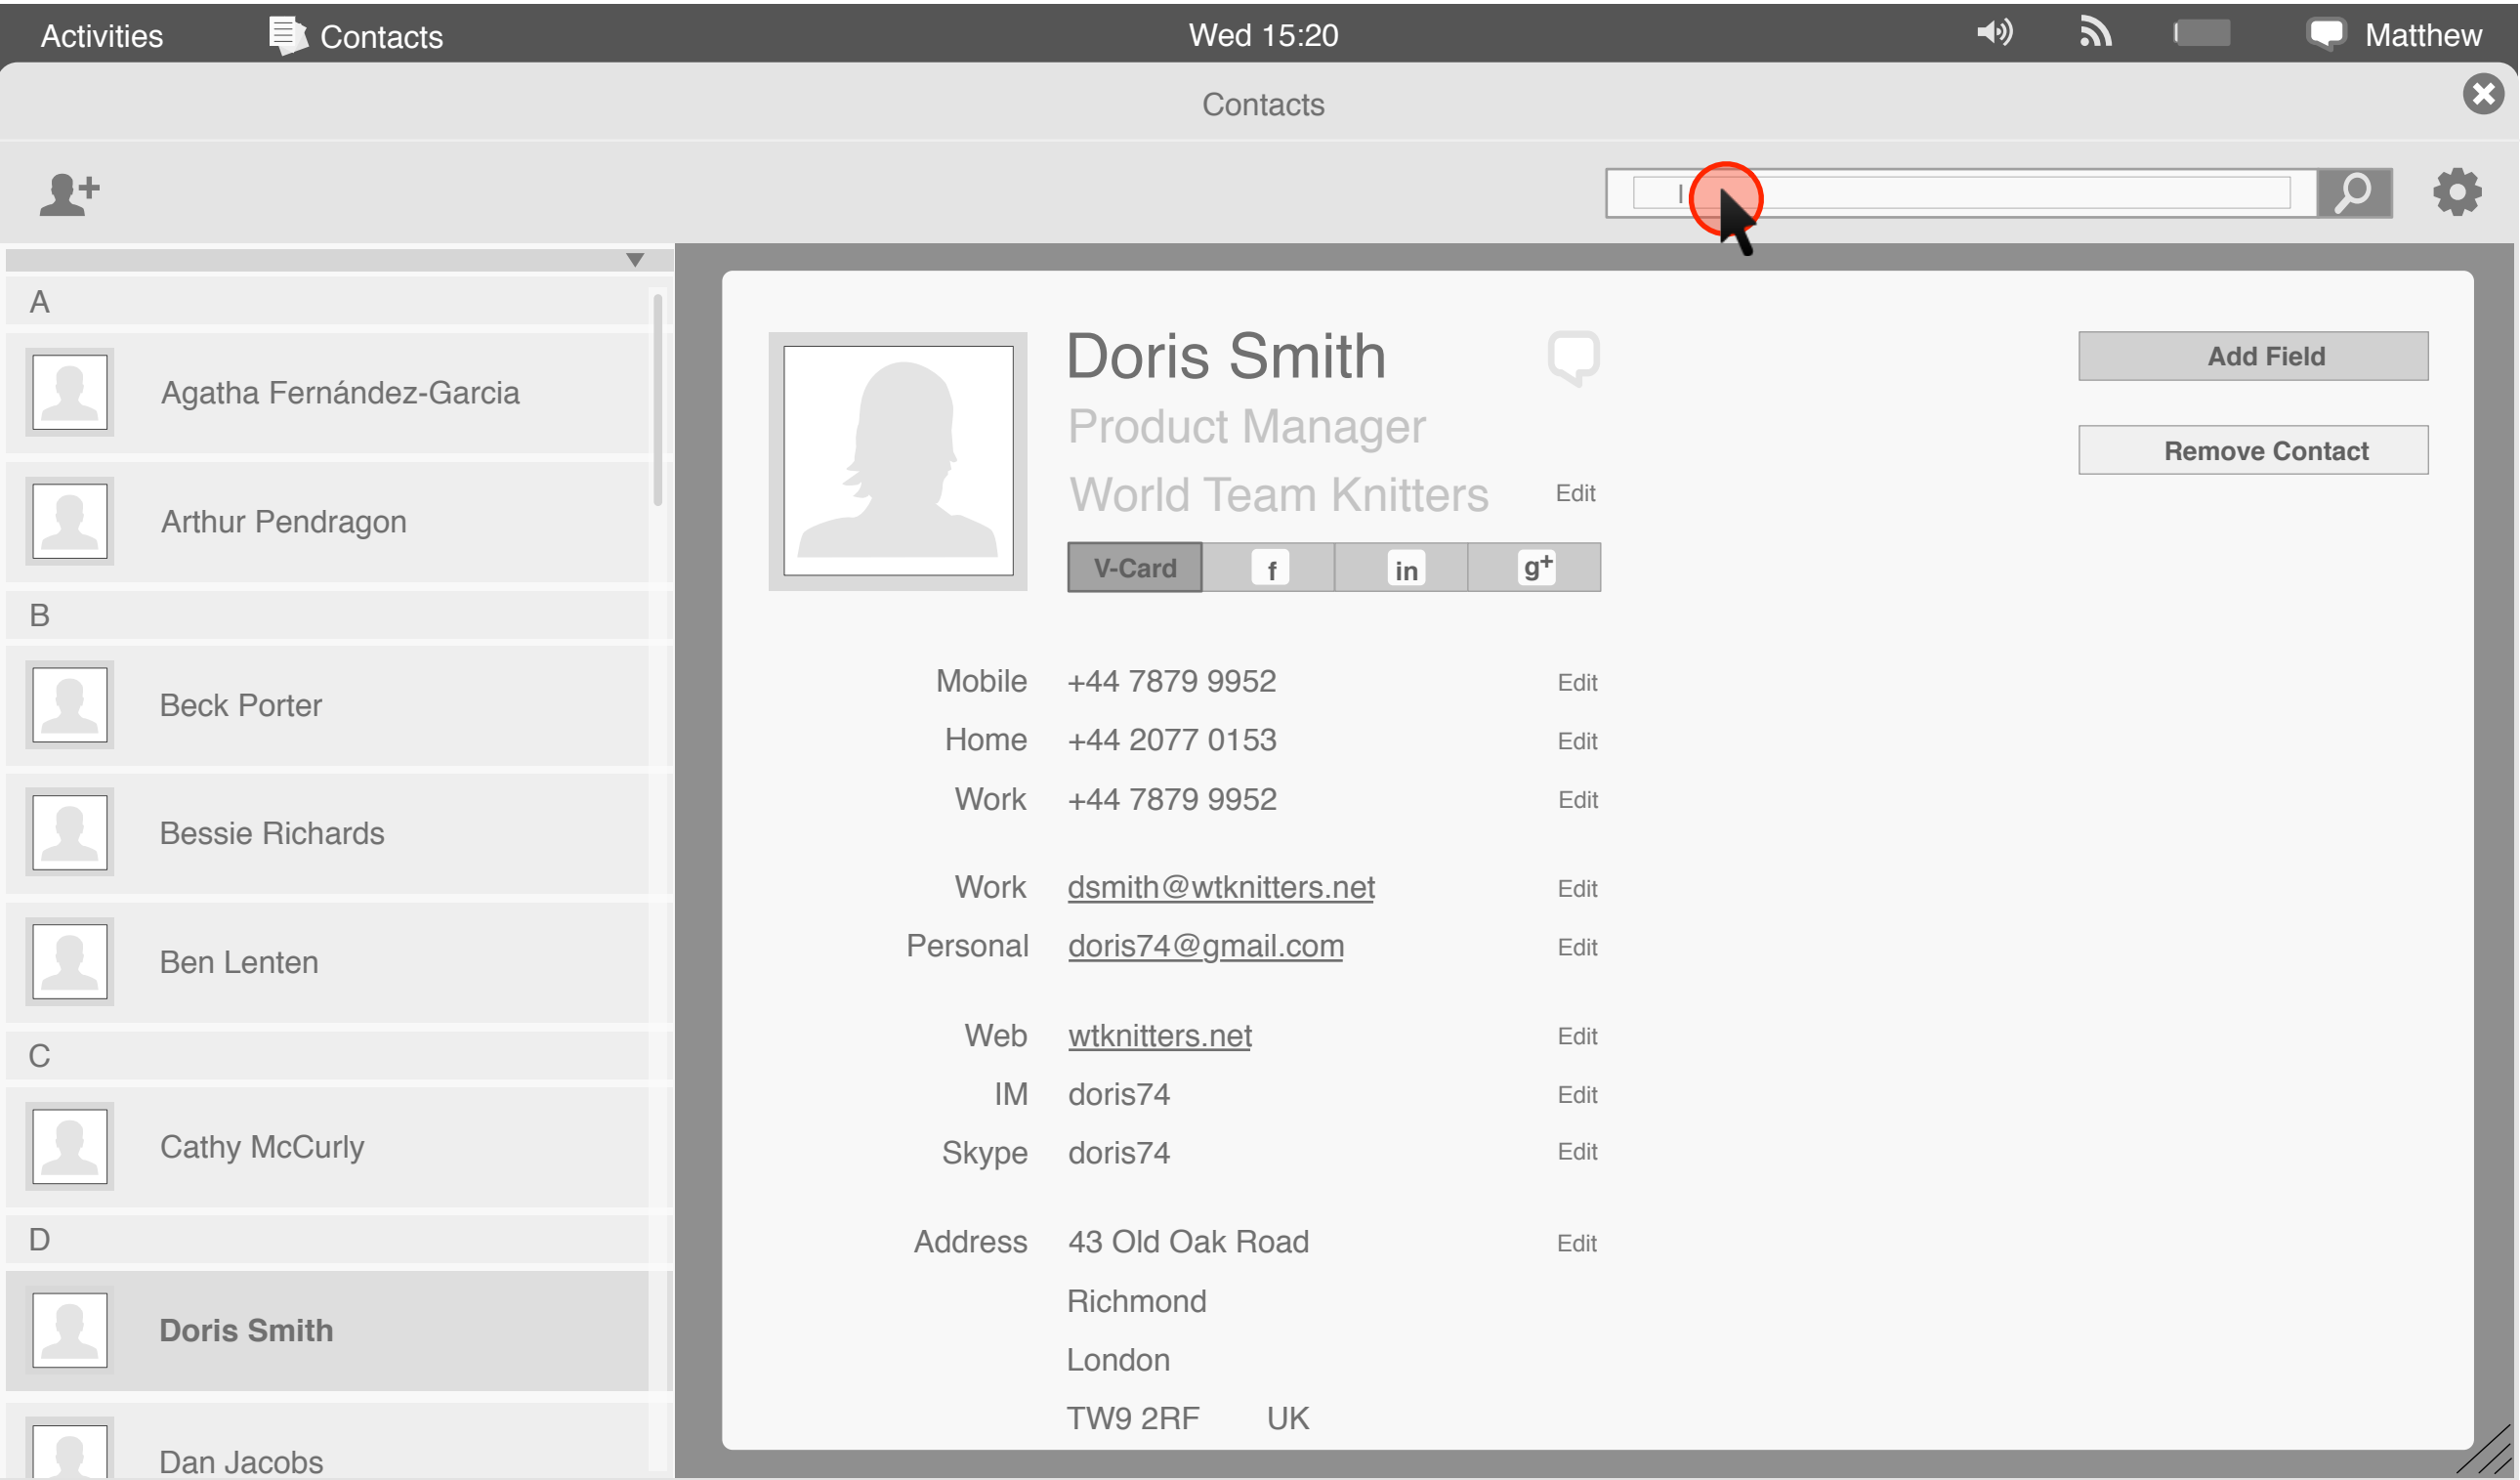 Activities Contacts Wed 15:20 Matthew
Contacts
A
Agatha Fernández-Garcia
Arthur Pendragon
B
Beck Porter
Bessie Richards
Ben Lenten
C
Cathy McCurly
D
Doris Smith
Dan Jacobs
Doris Smith
Product Manager
World Team Knitters Edit
V-Card f in g+
Add Field
Remove Contact
Mobile +44 7879 9952 Edit
Home +44 2077 0153 Edit
Work +44 7879 9952 Edit
Work dsmith@wtknitters.net Edit
Personal doris74@gmail.com Edit
Web wtknitters.net Edit
IM doris74 Edit
Skype doris74 Edit
Address 43 Old Oak Road Edit
Richmond
London
TW9 2RF UK